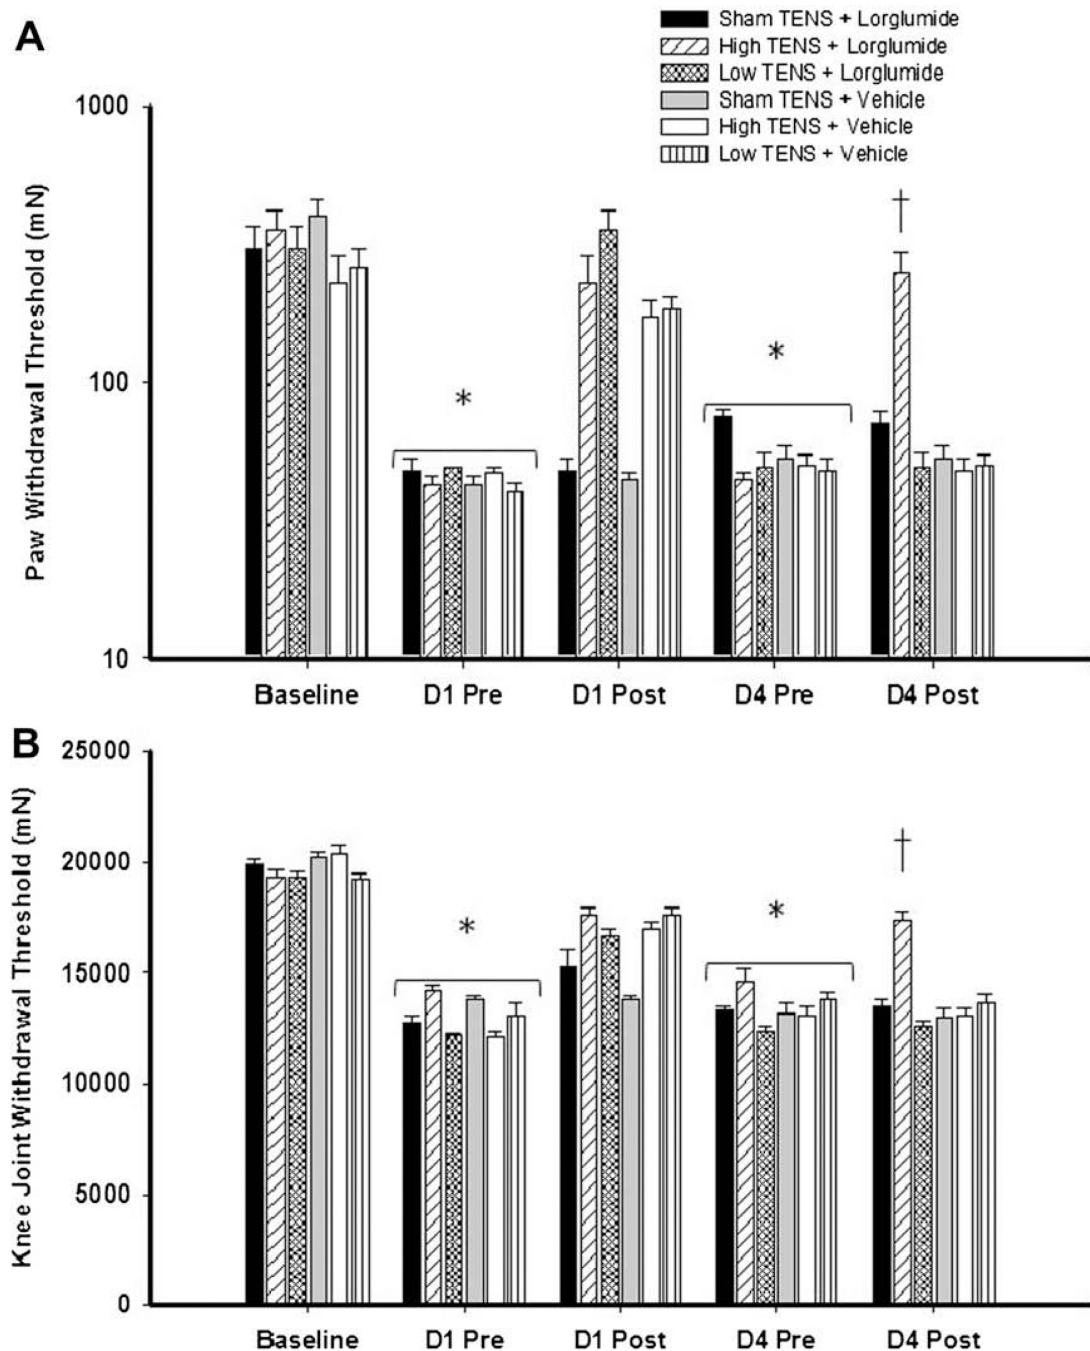 A
Sham TENS + Lorglumide
High TENS + Lorglumide
Low TENS + Lorglumide
Sham TENS + Vehicle
High TENS + Vehicle
Low TENS + Vehicle
Paw Withdrawal Threshold (mN)
1000
100
10
*
*
†
Baseline
D1 Pre
D1 Post
D4 Pre
D4 Post
B
Knee Joint Withdrawal Threshold (mN)
25000
20000
15000
10000
5000
0
*
*
†
Baseline
D1 Pre
D1 Post
D4 Pre
D4 Post